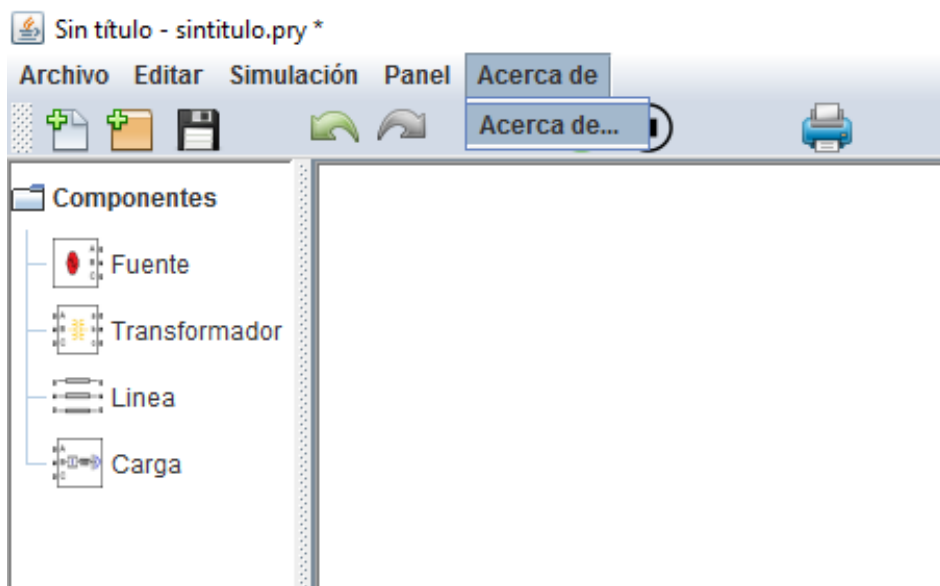 Sin título - sintitulo.pry *
Archivo Editar Simulación Panel Acerca de
Acerca de...
Componentes
Fuente
Transformador
Linea
Carga